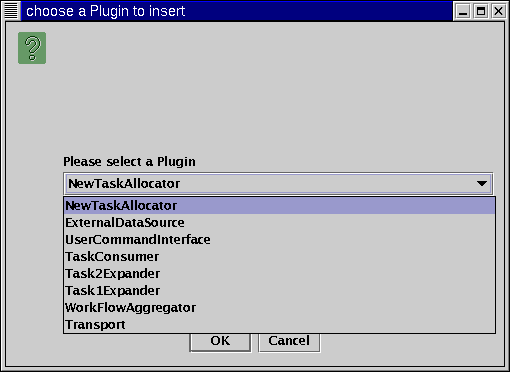 choose a Plugin to insert
Please select a Plugin
NewTaskAllocator
NewTaskAllocator
ExternalDataSource
UserCommandInterface
TaskConsumer
Task2Expander
Task1Expander
WorkFlowAggregator
Transport
OK Cancel